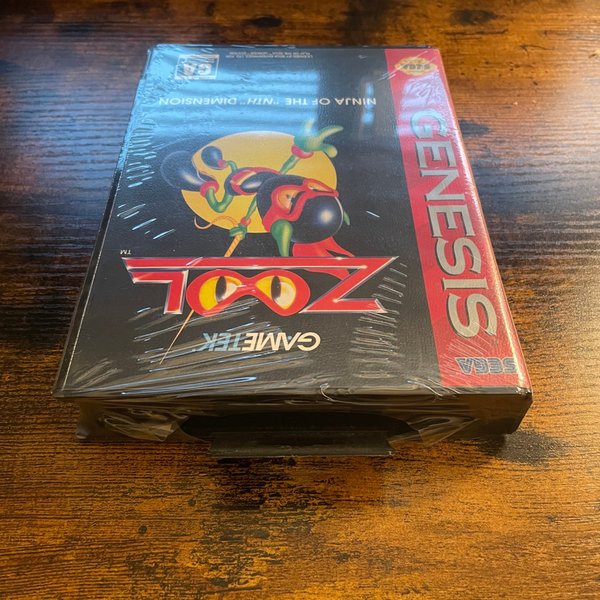 SEGA
GENESIS
GAMETEK
ZOOL
TM
NINJA OF THE "NTH" DIMENSION
GA